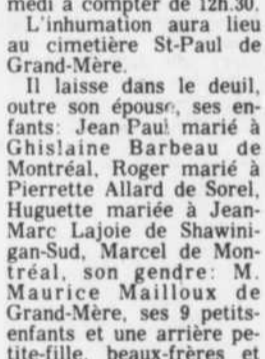 medi à compter de 12h.30.
L'inhumation aura lieu
au cimetière St-Paul de
Grand-Mère.
Il laisse dans le deuil,
outre son épouse, ses en-
fants: Jean Paul marié à
Ghislaine Barbeau de
Montréal, Roger marié à
Pierrette Allard de Sorel,
Huguette mariée à Jean-
Marc Lajoie de Shawini-
gan-Sud, Marcel de Mon-
tréal, son gendre: M.
Maurice Mailloux de
Grand-Mère, ses 9 petits-
enfants et une arrière pe-
tite-fille, beaux-frères et